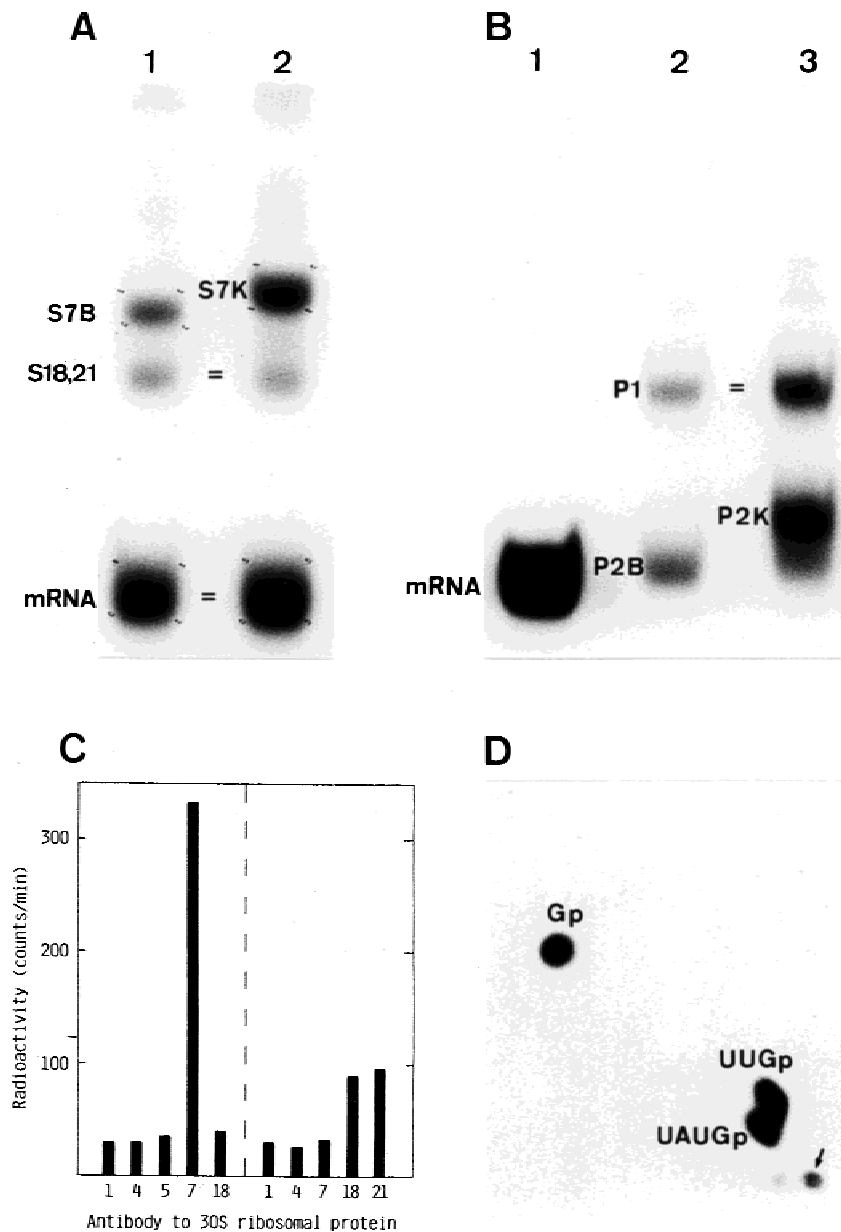 A
B
1 2
1 2 3
S7B
S7K
S18,21 =
mRNA =
P1 =
P2K
P2B
mRNA
C
D
Radioactivity (counts/min)
300
200
100
1 4 5 7 18 1 4 7 18 21
Antibody to 30S ribosomal protein
Gp
UUGp
UAUGp